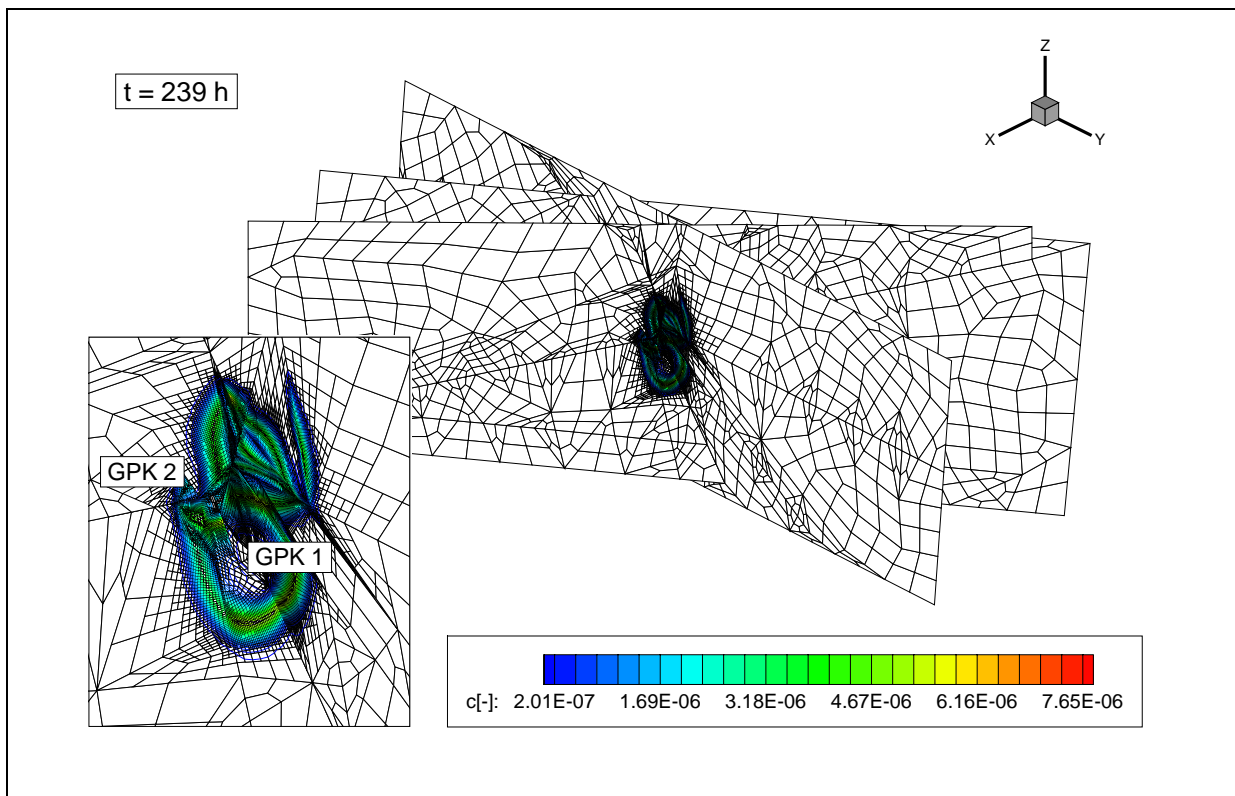 t = 239 h
Z
X
Y
GPK 2
GPK 1
c[-]: 2.01E-07 1.69E-06 3.18E-06 4.67E-06 6.16E-06 7.65E-06